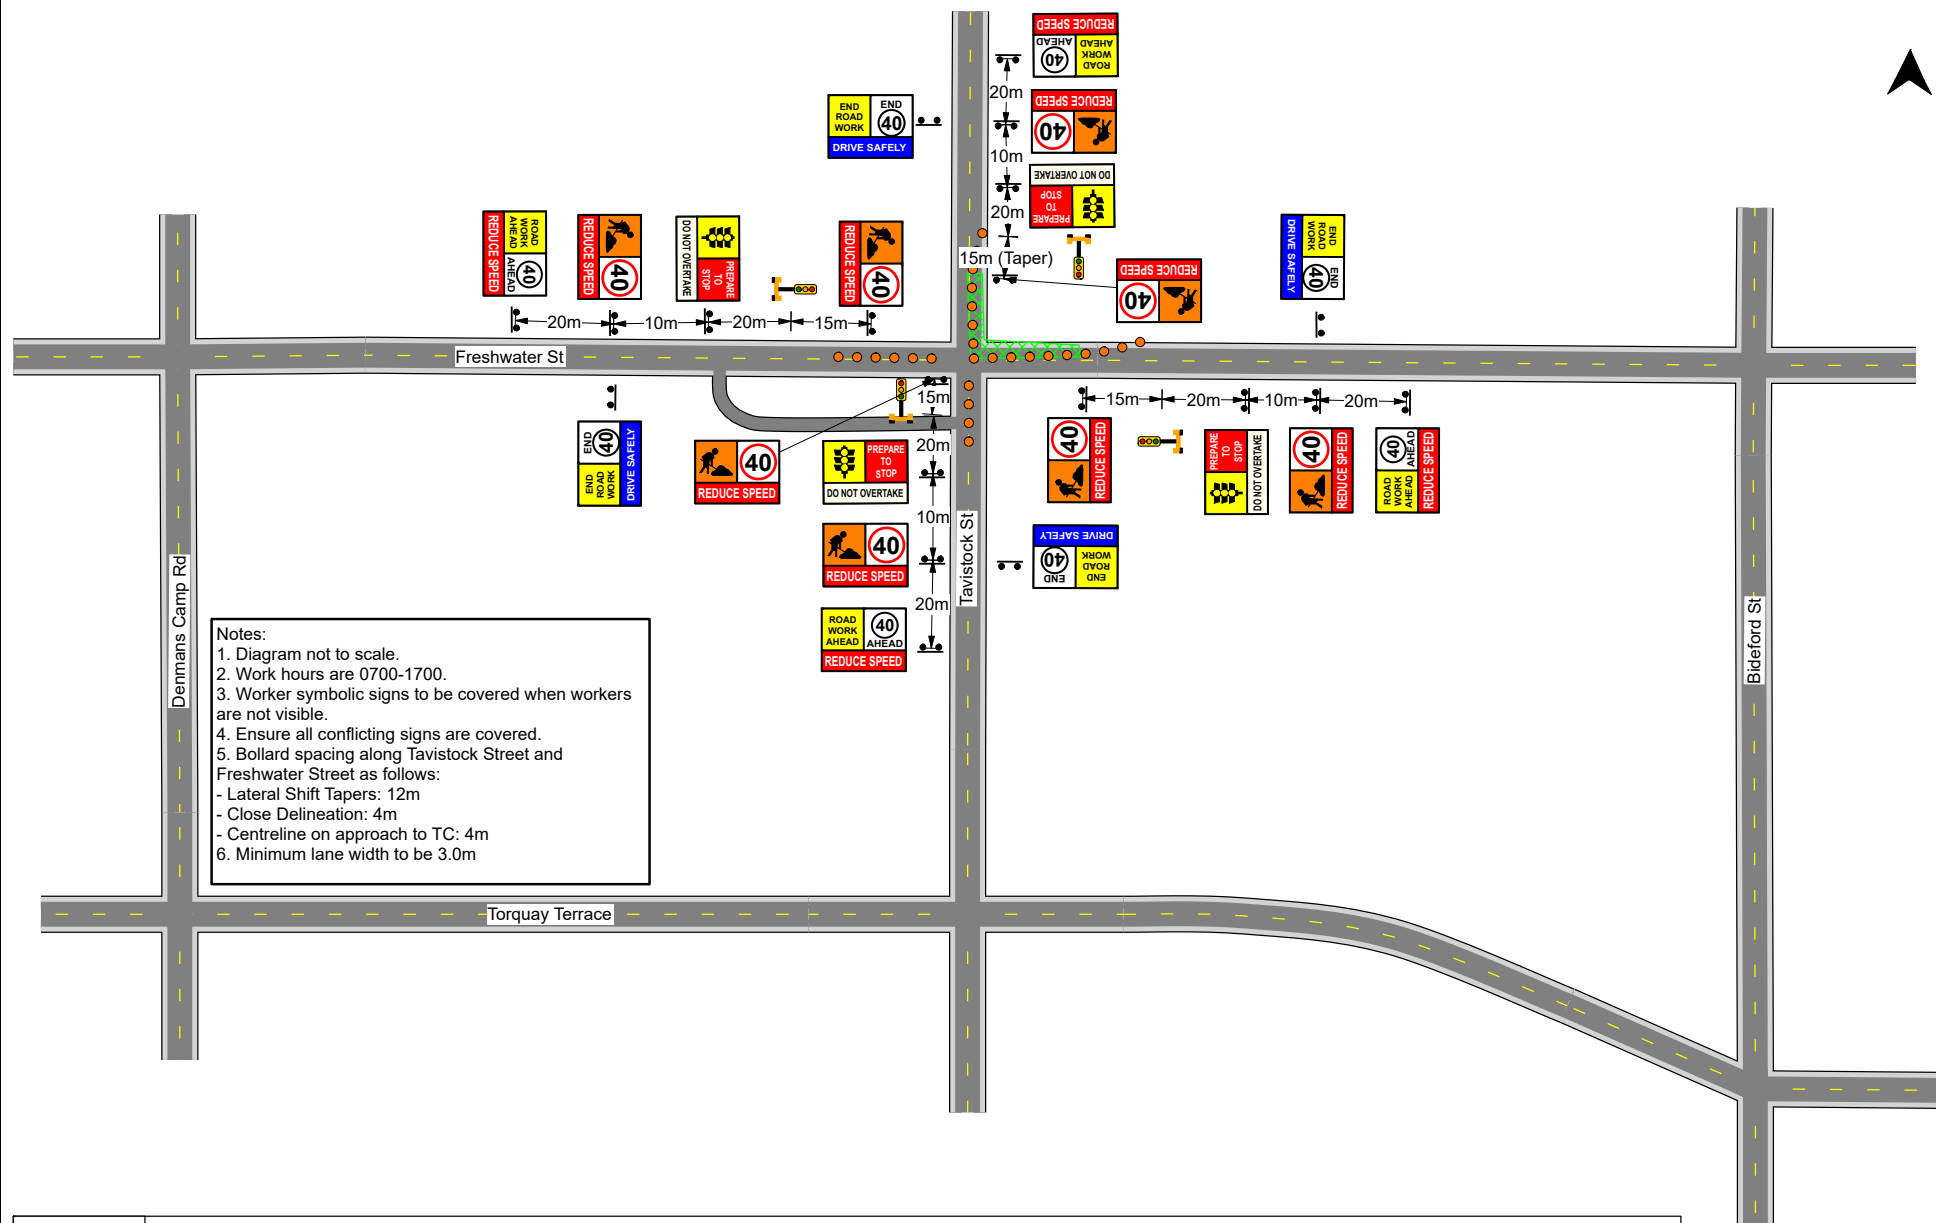 REDUCE SPEED
ROAD
WORK
AHEAD
40
AHEAD
20m
REDUCE SPEED
40
10m
DO NOT OVERTAKE
PREPARE
TO
STOP
20m
15m (Taper)
REDUCE SPEED
40
END
ROAD
WORK
END
40
DRIVE SAFELY
ROAD
WORK
AHEAD
40
AHEAD
REDUCE SPEED
40
REDUCE SPEED
PREPARE
TO
STOP
DO NOT OVERTAKE
40
REDUCE SPEED
20m
10m
20m
15m
END
ROAD
WORK
END
40
DRIVE SAFELY
Freshwater St
END
ROAD
WORK
END
40
DRIVE SAFELY
40
REDUCE SPEED
15m
20m
PREPARE
TO
STOP
DO NOT OVERTAKE
10m
40
REDUCE SPEED
20m
ROAD
WORK
AHEAD
40
AHEAD
REDUCE SPEED
15m
20m
10m
20m
40
REDUCE SPEED
PREPARE
TO
STOP
DO NOT OVERTAKE
40
REDUCE SPEED
ROAD
WORK
AHEAD
40
AHEAD
REDUCE SPEED
DRIVE SAFELY
END
ROAD
WORK
END
40
Tavistock St
Denmans Camp Rd
Bideford St
Notes:
1. Diagram not to scale.
2. Work hours are 0700-1700.
3. Worker symbolic signs to be covered when workers
are not visible.
4. Ensure all conflicting signs are covered.
5. Bollard spacing along Tavistock Street and
Freshwater Street as follows:
- Lateral Shift Tapers: 12m
- Close Delineation: 4m
- Centreline on approach to TC: 4m
6. Minimum lane width to be 3.0m
Torquay Terrace